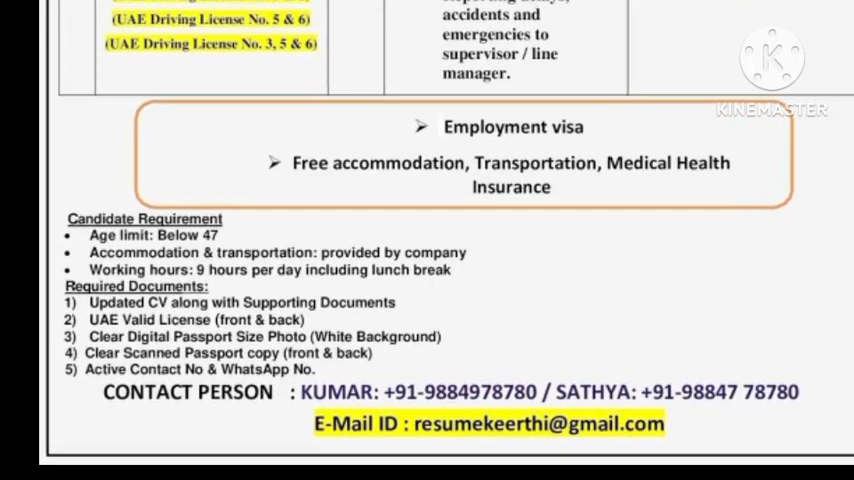 (UAE Driving License No. 5 & 6)
(UAE Driving License No. 3, 5 & 6)
accidents and
emergencies to
supervisor / line
manager.
K
KINEMASTER
➢ Employment visa
➢ Free accommodation, Transportation, Medical Health
Insurance
Candidate Requirement
• Age limit: Below 47
• Accommodation & transportation: provided by company
• Working hours: 9 hours per day including lunch break
Required Documents:
1) Updated CV along with Supporting Documents
2) UAE Valid License (front & back)
3) Clear Digital Passport Size Photo (White Background)
4) Clear Scanned Passport copy (front & back)
5) Active Contact No & WhatsApp No.
CONTACT PERSON : KUMAR: +91-9884978780 / SATHYA: +91-98847 78780
E-Mail ID : resumekeerthi@gmail.com